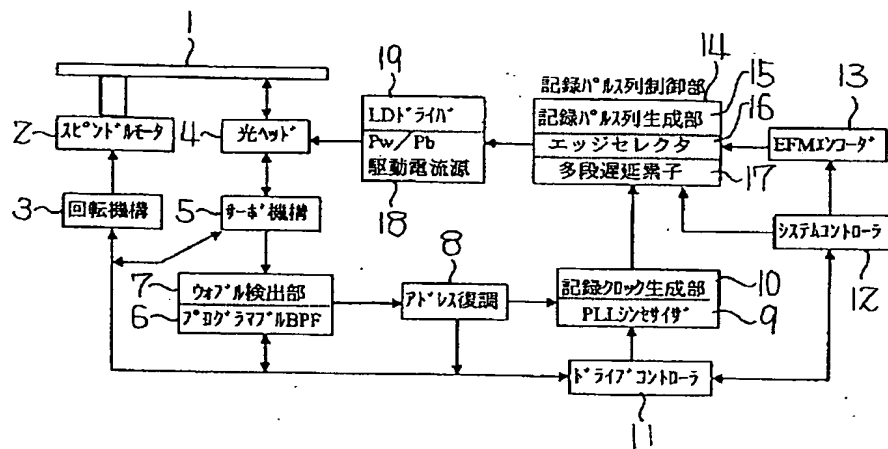 1
19
14
記録パルス列制御部
15
13
LDドライバ
記録パルス列生成部
16
2
スピンドルモータ
4
光ヘッド
Pw/Pb
エッジセレクタ
EFMエンコーダ
駆動電流源
多段遅延素子
17
3
回転機構
5
サーボ機構
18
8
システムコントローラ
12
7
ウォブル検出部
アドレス復調
記録クロック生成部
10
6
プログラマブルBPF
PLLシンセサイザ
9
ドライブコントローラ
11